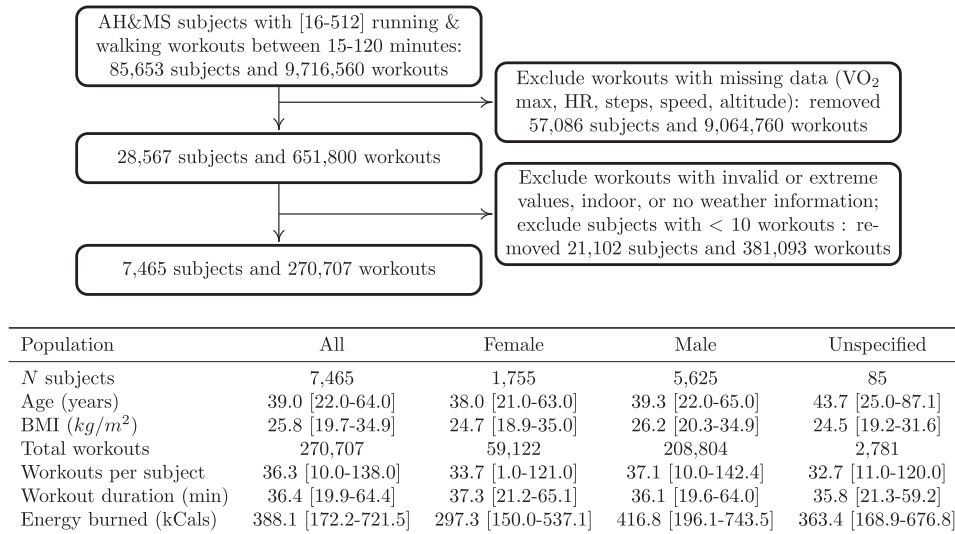 AH&MS subjects with [16-512] running &
walking workouts between 15-120 minutes:
85,653 subjects and 9,716,560 workouts
Exclude workouts with missing data (VO2
max, HR, steps, speed, altitude): removed
57,086 subjects and 9,064,760 workouts
28,567 subjects and 651,800 workouts
Exclude workouts with invalid or extreme
values, indoor, or no weather information;
exclude subjects with < 10 workouts : re-
moved 21,102 subjects and 381,093 workouts
7,465 subjects and 270,707 workouts
Population All Female Male Unspecified
N subjects 7,465 1,755 5,625 85
Age (years) 39.0 [22.0-64.0] 38.0 [21.0-63.0] 39.3 [22.0-65.0] 43.7 [25.0-87.1]
BMI (kg/m²) 25.8 [19.7-34.9] 24.7 [18.9-35.0] 26.2 [20.3-34.9] 24.5 [19.2-31.6]
Total workouts 270,707 59,122 208,804 2,781
Workouts per subject 36.3 [10.0-138.0] 33.7 [1.0-121.0] 37.1 [10.0-142.4] 32.7 [11.0-120.0]
Workout duration (min) 36.4 [19.9-64.4] 37.3 [21.2-65.1] 36.1 [19.6-64.0] 35.8 [21.3-59.2]
Energy burned (kCals) 388.1 [172.2-721.5] 297.3 [150.0-537.1] 416.8 [196.1-743.5] 363.4 [168.9-676.8]